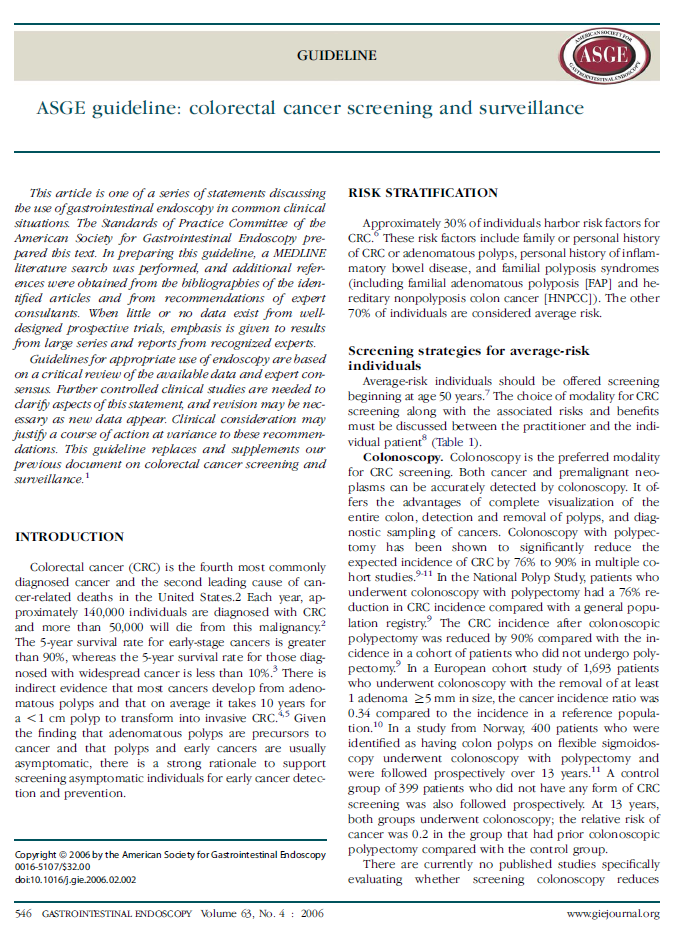 GUIDELINE
AMERICAN SOCIETY FOR
ASGE
GASTROINTESTINAL ENDOSCOPY
ASGE guideline: colorectal cancer screening and surveillance
This article is one of a series of statements discussing
the use of gastrointestinal endoscopy in common clinical
situations. The Standards of Practice Committee of the
American Society for Gastrointestinal Endoscopy pre-
pared this text. In preparing this guideline, a MEDLINE
literature search was performed, and additional refer-
ences were obtained from the bibliographies of the iden-
tified articles and from recommendations of expert
consultants. When little or no data exist from well-
designed prospective trials, emphasis is given to results
from large series and reports from recognized experts.
Guidelines for appropriate use of endoscopy are based
on a critical review of the available data and expert con-
sensus. Further controlled clinical studies are needed to
clarify aspects of this statement, and revision may be nec-
essary as new data appear. Clinical consideration may
justify a course of action at variance to these recommen-
dations. This guideline replaces and supplements our
previous document on colorectal cancer screening and
surveillance.1
INTRODUCTION
Colorectal cancer (CRC) is the fourth most commonly
diagnosed cancer and the second leading cause of can-
cer-related deaths in the United States.2 Each year, ap-
proximately 140,000 individuals are diagnosed with CRC
and more than 50,000 will die from this malignancy.2
The 5-year survival rate for early-stage cancers is greater
than 90%, whereas the 5-year survival rate for those diag-
nosed with widespread cancer is less than 10%.3 There is
indirect evidence that most cancers develop from adeno-
matous polyps and that on average it takes 10 years for
a <1 cm polyp to transform into invasive CRC.4,5 Given
the finding that adenomatous polyps are precursors to
cancer and that polyps and early cancers are usually
asymptomatic, there is a strong rationale to support
screening asymptomatic individuals for early cancer detec-
tion and prevention.
Copyright © 2006 by the American Society for Gastrointestinal Endoscopy
0016-5107/$32.00
doi:10.1016/j.gie.2006.02.002
RISK STRATIFICATION
Approximately 30% of individuals harbor risk factors for
CRC.6 These risk factors include family or personal history
of CRC or adenomatous polyps, personal history of inflam-
matory bowel disease, and familial polyposis syndromes
(including familial adenomatous polyposis [FAP] and he-
reditary nonpolyposis colon cancer [HNPCC]). The other
70% of individuals are considered average risk.
Screening strategies for average-risk
individuals
Average-risk individuals should be offered screening
beginning at age 50 years.7 The choice of modality for CRC
screening along with the associated risks and benefits
must be discussed between the practitioner and the indi-
vidual patient8 (Table 1).
Colonoscopy. Colonoscopy is the preferred modality
for CRC screening. Both cancer and premalignant neo-
plasms can be accurately detected by colonoscopy. It of-
fers the advantages of complete visualization of the
entire colon, detection and removal of polyps, and diag-
nostic sampling of cancers. Colonoscopy with polypec-
tomy has been shown to significantly reduce the
expected incidence of CRC by 76% to 90% in multiple co-
hort studies.9-11 In the National Polyp Study, patients who
underwent colonoscopy with polypectomy had a 76% re-
duction in CRC incidence compared with a general popu-
lation registry.9 The CRC incidence after colonoscopic
polypectomy was reduced by 90% compared with the in-
cidence in a cohort of patients who did not undergo poly-
pectomy.9 In a European cohort study of 1,693 patients
who underwent colonoscopy with the removal of at least
1 adenoma ≥5 mm in size, the cancer incidence ratio was
0.34 compared to the incidence in a reference popula-
tion.10 In a study from Norway, 400 patients who were
identified as having colon polyps on flexible sigmoidos-
copy underwent colonoscopy with polypectomy and
were followed prospectively over 13 years.11 A control
group of 399 patients who did not have any form of CRC
screening was also followed prospectively. At 13 years,
both groups underwent colonoscopy; the relative risk of
cancer was 0.2 in the group that had prior colonoscopic
polypectomy compared with the control group.
There are currently no published studies specifically
evaluating whether screening colonoscopy reduces
546 GASTROINTESTINAL ENDOSCOPY Volume 63, No. 4 : 2006
www.giejournal.org